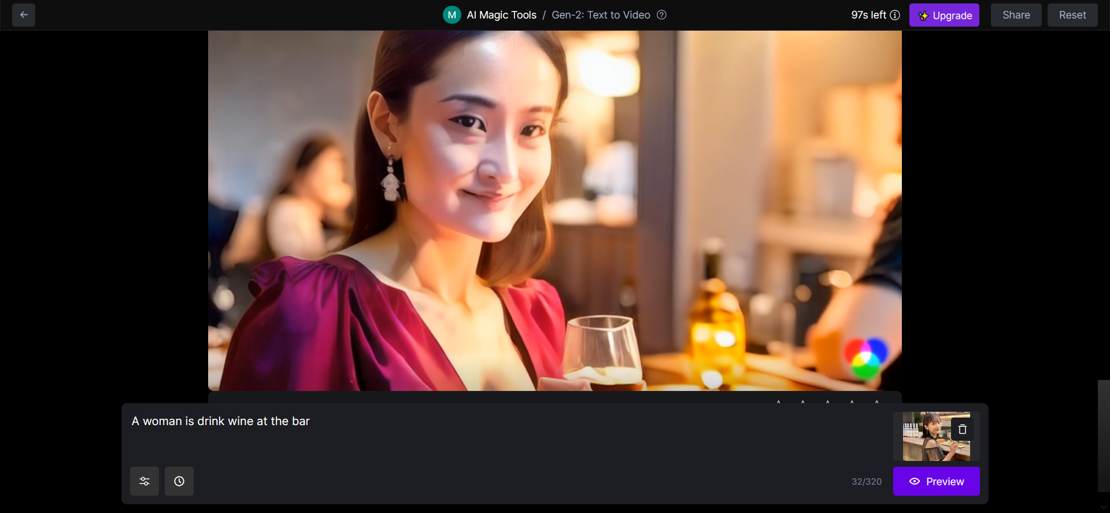 M AI Magic Tools / Gen-2: Text to Video
97s left
Upgrade
Share
Reset
A woman is drink wine at the bar
32/320
Preview